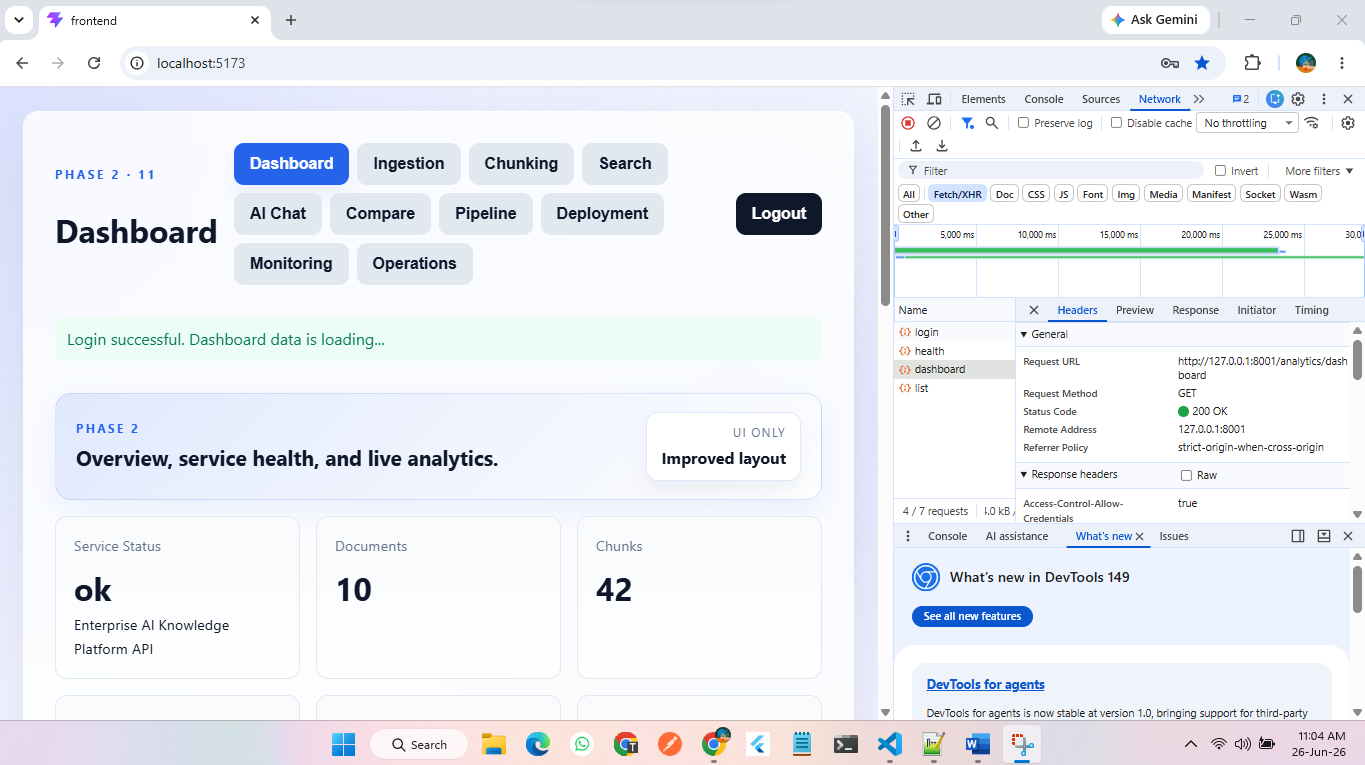 frontend
Ask Gemini
localhost:5173
PHASE 2 · 11
Dashboard
Dashboard Ingestion Chunking Search
AI Chat Compare Pipeline Deployment
Monitoring Operations
Logout
Login successful. Dashboard data is loading...
PHASE 2
Overview, service health, and live analytics.
UI ONLY
Improved layout
Service Status
ok
Enterprise AI Knowledge
Platform API
Documents
10
Chunks
42
Elements Console Sources Network 2
Preserve log Disable cache No throttling
Filter Invert More filters
All Fetch/XHR Doc CSS JS Font Img Media Manifest Socket Wasm
Other
5,000 ms 10,000 ms 15,000 ms 20,000 ms 25,000 ms 30,0
Name
login
health
dashboard
list
4 / 7 requests .0 kB /
Headers Preview Response Initiator Timing
General
Request URL http://127.0.0.1:8001/analytics/dash
board
Request Method GET
Status Code 200 OK
Remote Address 127.0.0.1:8001
Referrer Policy strict-origin-when-cross-origin
Response headers Raw
Access-Control-Allow- true
Credentials
Console AI assistance What's new Issues
What's new in DevTools 149
See all new features
DevTools for agents
DevTools for agents is now stable at version 1.0, bringing support for third-party
Search
11:04 AM
26-Jun-26